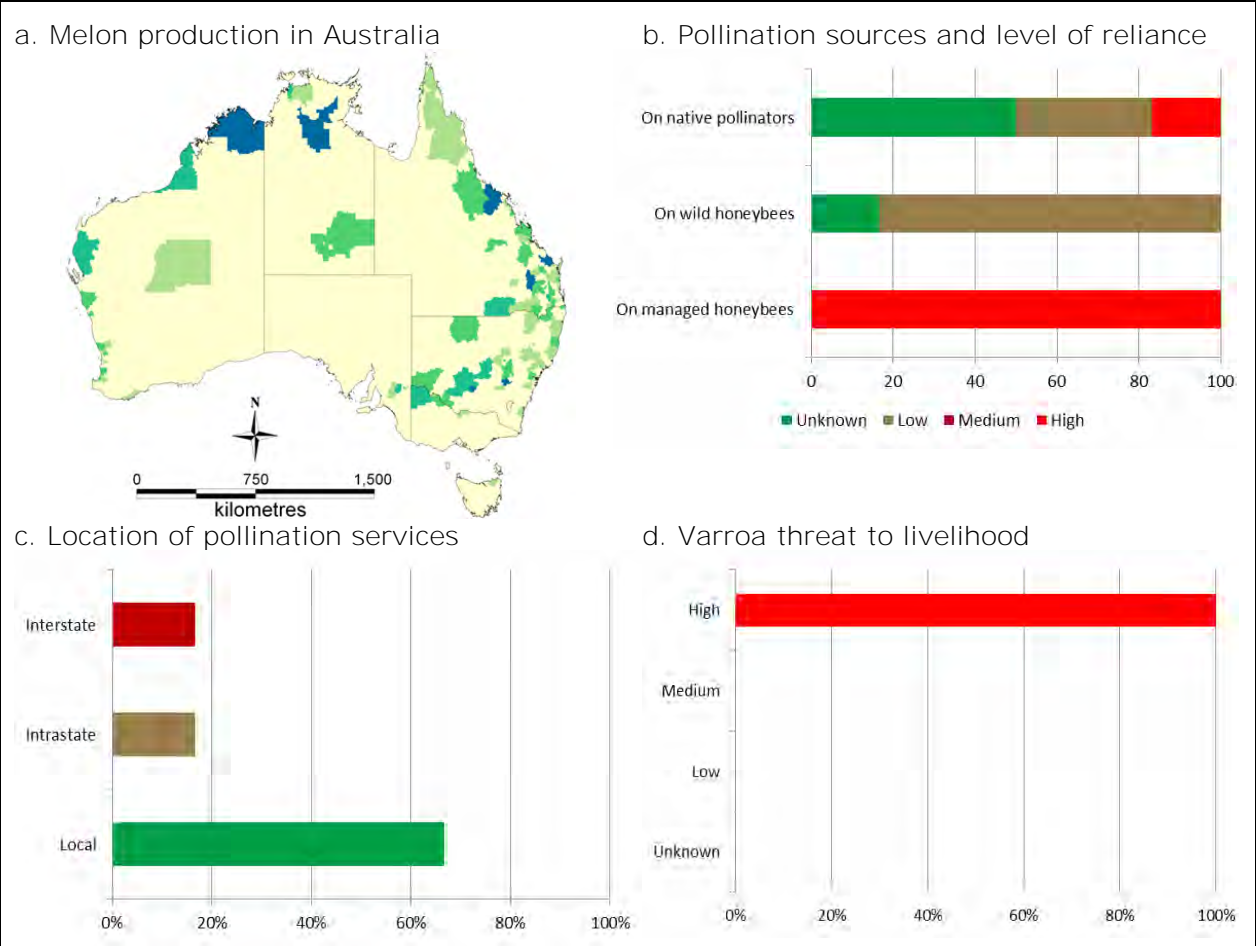 a. Melon production in Australia
N
0 750 1,500
kilometres
b. Pollination sources and level of reliance
On native pollinators
On wild honeybees
On managed honeybees
0 20 40 60 80 100
Unknown Low Medium High
c. Location of pollination services
Interstate
Intrastate
Local
0% 20% 40% 60% 80% 100%
d. Varroa threat to livelihood
High
Medium
Low
Unknown
0% 20% 40% 60% 80% 100%